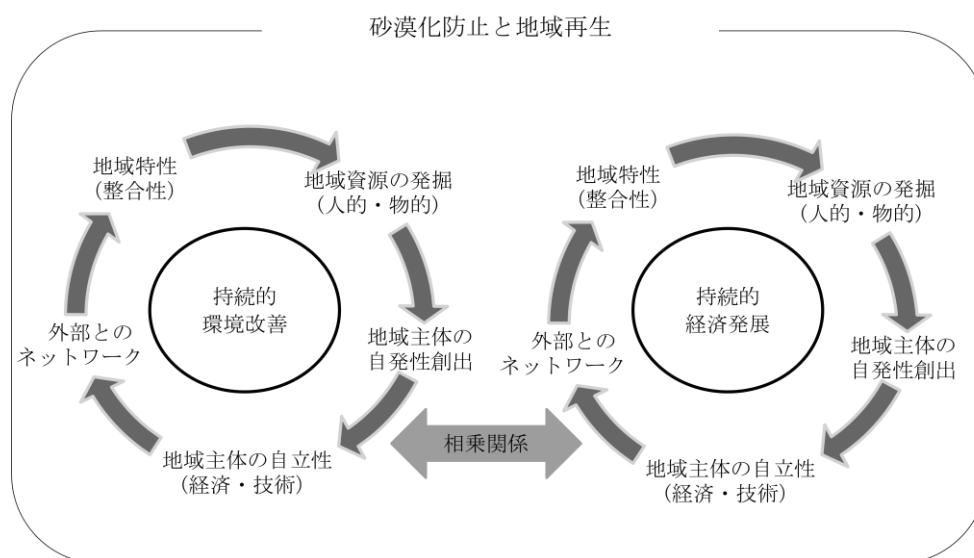 砂漠化防止と地域再生
地域特性
（整合性）
地域資源の発掘
（人的・物的）
地域主体の
自発性創出
地域主体の自立性
（経済・技術）
外部との
ネットワーク
持続的
環境改善
相乗関係
地域特性
（整合性）
地域資源の発掘
（人的・物的）
地域主体の
自発性創出
地域主体の自立性
（経済・技術）
外部との
ネットワーク
持続的
経済発展